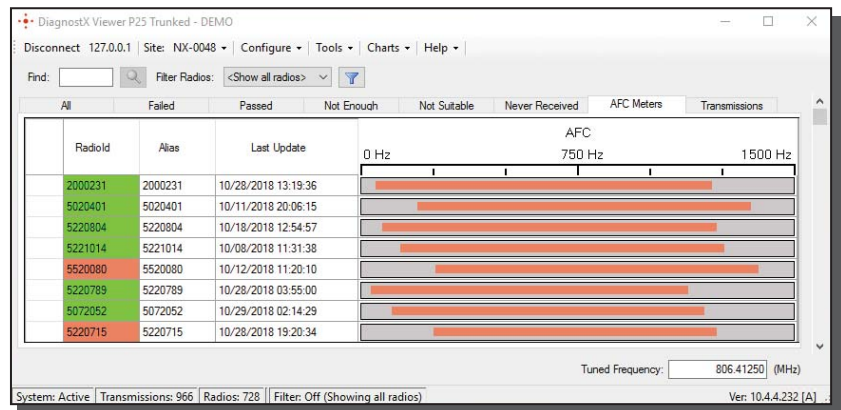 DiagnostX Viewer P25 Trunked - DEMO
Disconnect 127.0.0.1 Site: NX-0048 Configure Tools Charts Help
Find: Filter Radios: <Show all radios>
All Failed Passed Not Enough Not Suitable Never Received AFC Meters Transmissions
RadioId Alias Last Update AFC
0 Hz 750 Hz 1500 Hz
2000231 2000231 10/28/2018 13:19:36
5020401 5020401 10/11/2018 20:06:15
5220804 5220804 10/18/2018 12:54:57
5221014 5221014 10/08/2018 11:31:38
5520080 5520080 10/12/2018 11:20:10
5220789 5220789 10/28/2018 03:55:00
5072052 5072052 10/29/2018 02:14:29
5220715 5220715 10/28/2018 19:20:34
Tuned Frequency: 806.41250 (MHz)
System: Active Transmissions: 966 Radios: 728 Filter: Off (Showing all radios) Ver: 10.4.4.232 [A]